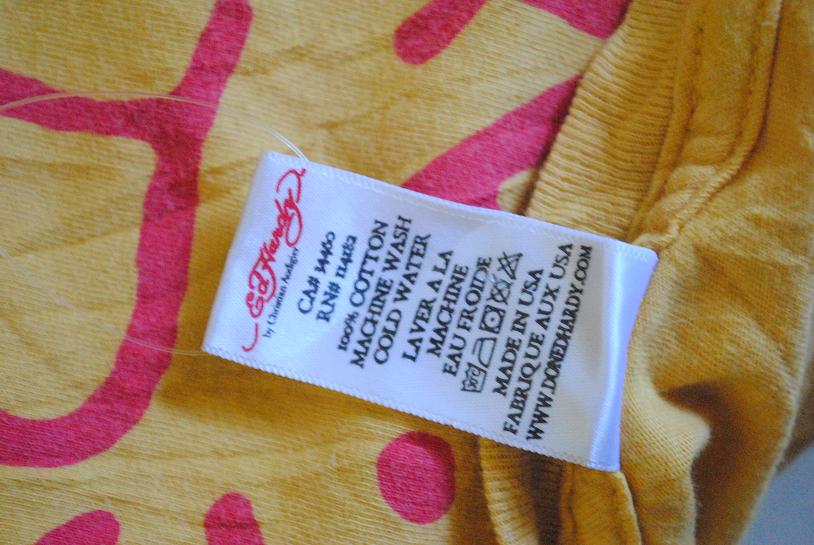 Ed Hardy
by Christian Audigier
CA# 34460
RN# 114182
100% COTTON
MACHINE WASH
COLD WATER
LAVER A LA
MACHINE
EAU FROIDE
MADE IN USA
FABRIQUE AUX USA
WWW.DONEDHARDY.COM